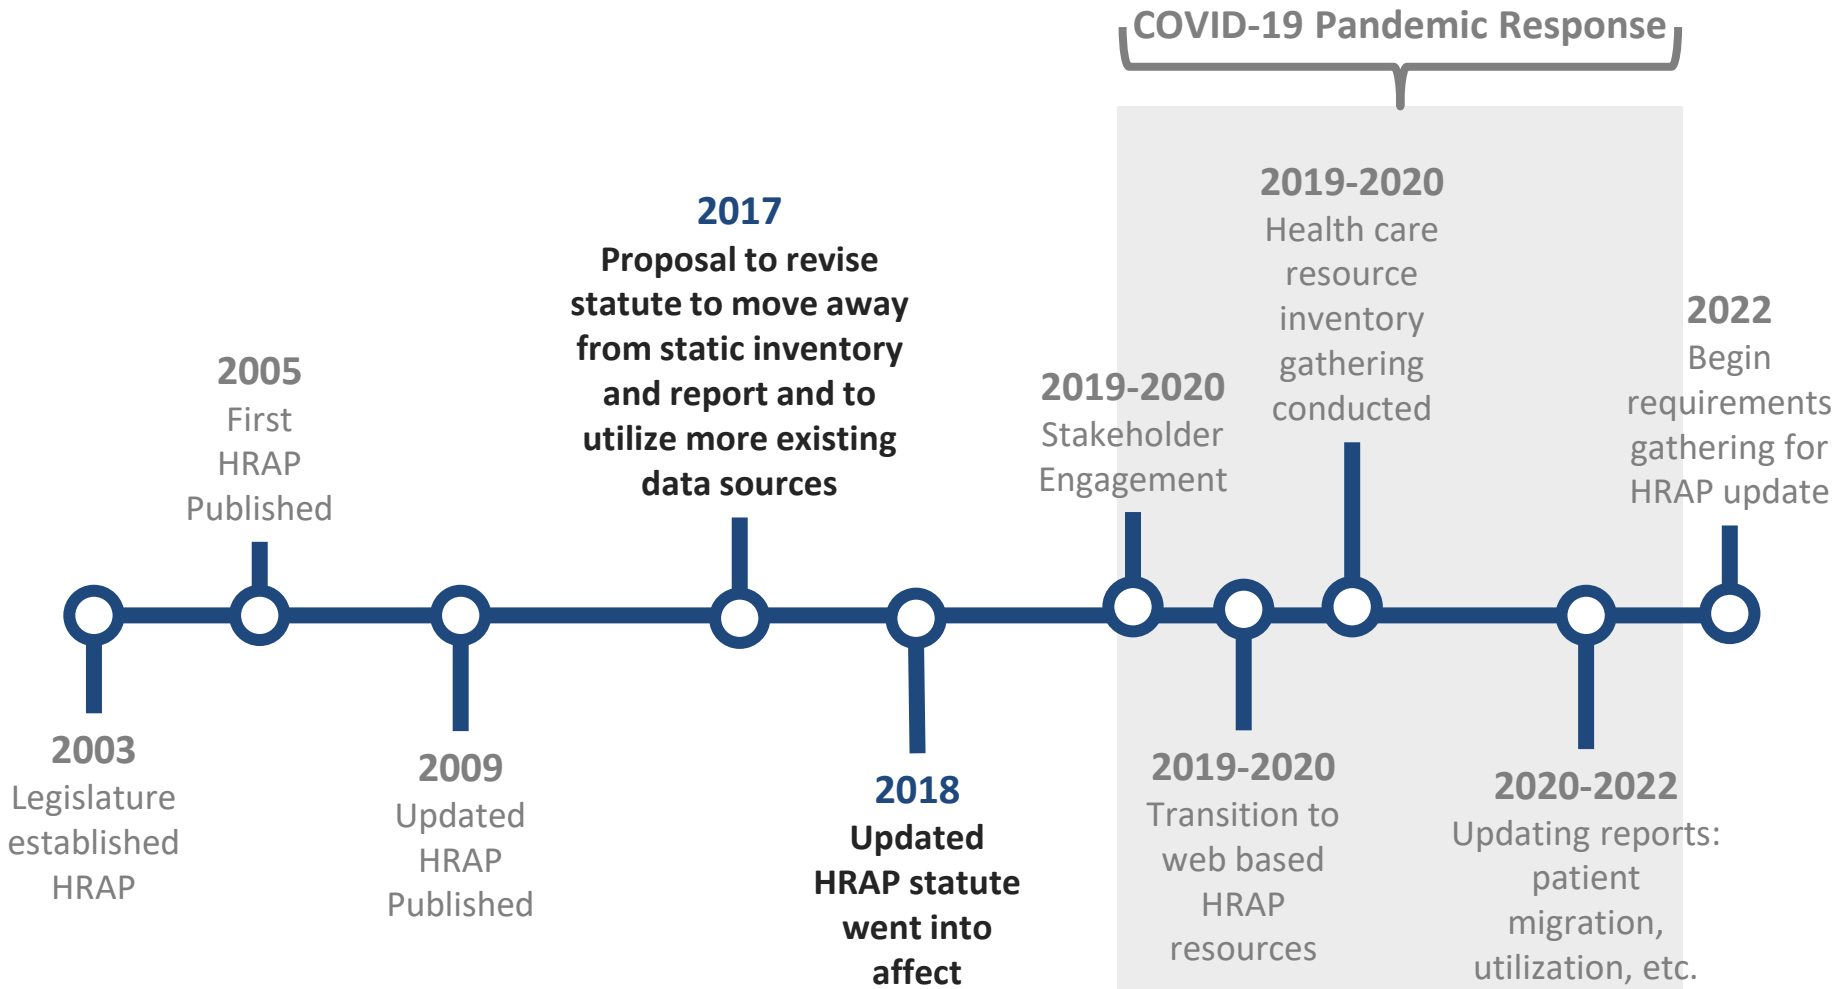 COVID-19 Pandemic Response
2003
Legislature
established
HRAP
2005
First
HRAP
Published
2009
Updated
HRAP
Published
2017
Proposal to revise
statute to move away
from static inventory
and report and to
utilize more existing
data sources
2018
Updated
HRAP statute
went into
affect
2019-2020
Stakeholder
Engagement
2019-2020
Transition to
web based
HRAP
resources
2019-2020
Health care
resource
inventory
gathering
conducted
2020-2022
Updating reports:
patient
migration,
utilization, etc.
2022
Begin
requirements
gathering for
HRAP update